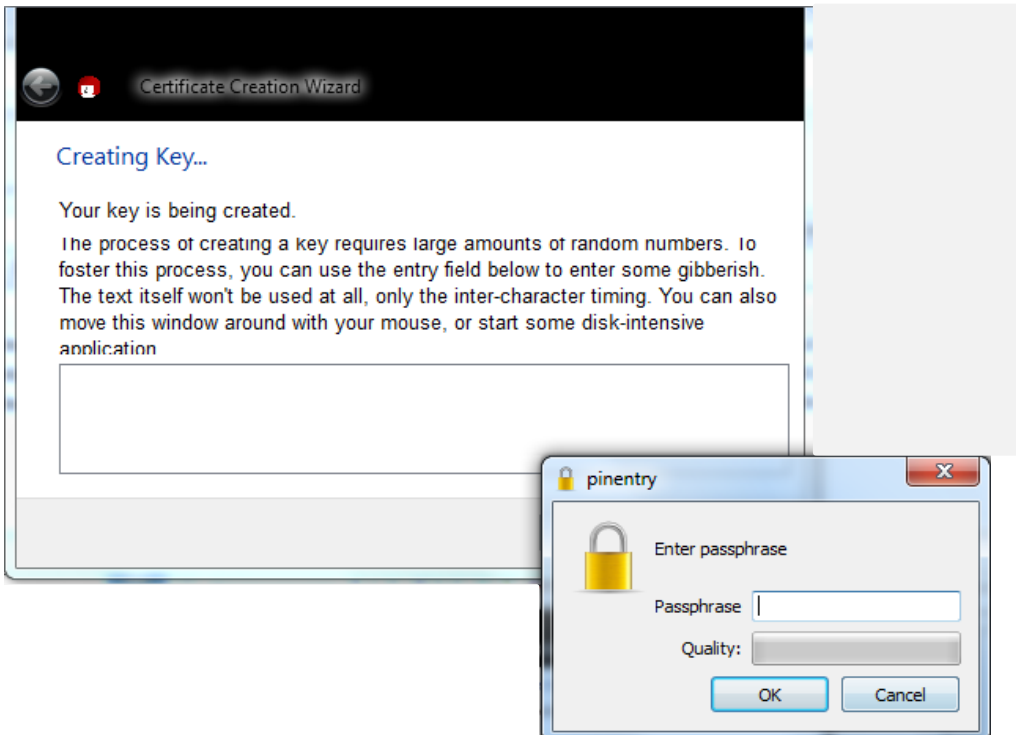 Certificate Creation Wizard
Creating Key...
Your key is being created.
The process of creating a key requires large amounts of random numbers. To
foster this process, you can use the entry field below to enter some gibberish.
The text itself won't be used at all, only the inter-character timing. You can also
move this window around with your mouse, or start some disk-intensive
application
pinentry
Enter passphrase
Passphrase
Quality:
OK Cancel